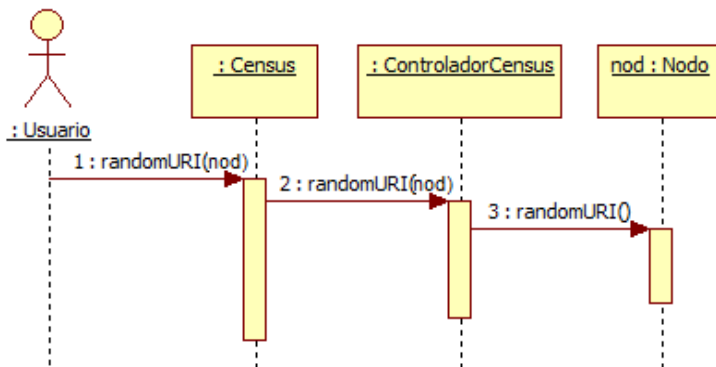 : Census
: ControladorCensus
nod : Nodo
: Usuario
1 : randomURI(nod)
2 : randomURI(nod)
3 : randomURI()